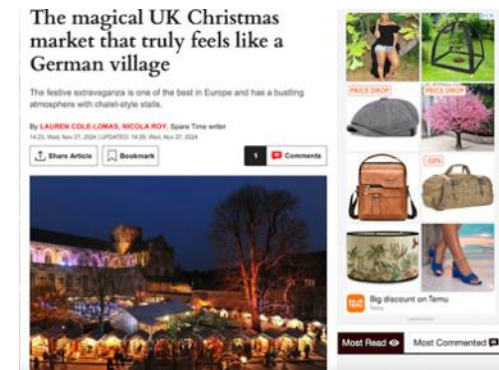 The magical UK Christmas
market that truly feels like a
German village
The festive extravaganza is one of the best in Europe and has a bustling
atmosphere with chalet-style stalls.
By LAUREN COLE-LOMAS, NICOLA ROY, Spare Time writer
14:23, Wed, Nov 27, 2024 | UPDATED: 14:29, Wed, Nov 27, 2024
Share Article
Bookmark
1
Comments
PRICE DROP
PRICE DROP
-22%
Big discount on Temu
Temu
Most Read
Most Commented